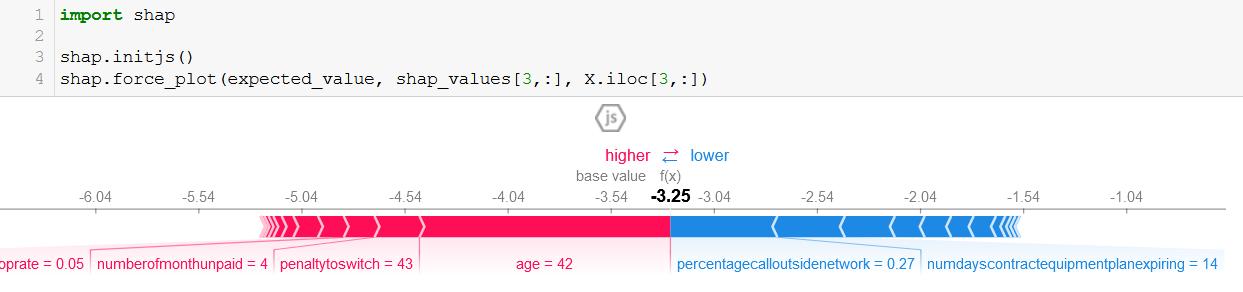 1 import shap
2
3 shap.initjs()
4 shap.force_plot(expected_value, shap_values[3,:], X.iloc[3,:])
js
higher lower
base value f(x)
-6.04 -5.54 -5.04 -4.54 -4.04 -3.54 -3.25 -3.04 -2.54 -2.04 -1.54 -1.04
oprate = 0.05 numberofmonthunpaid = 4 penaltytoswitch = 43 age = 42 percentagecalloutsidenetwork = 0.27 numdayscontractequipmentplanexpiring = 14